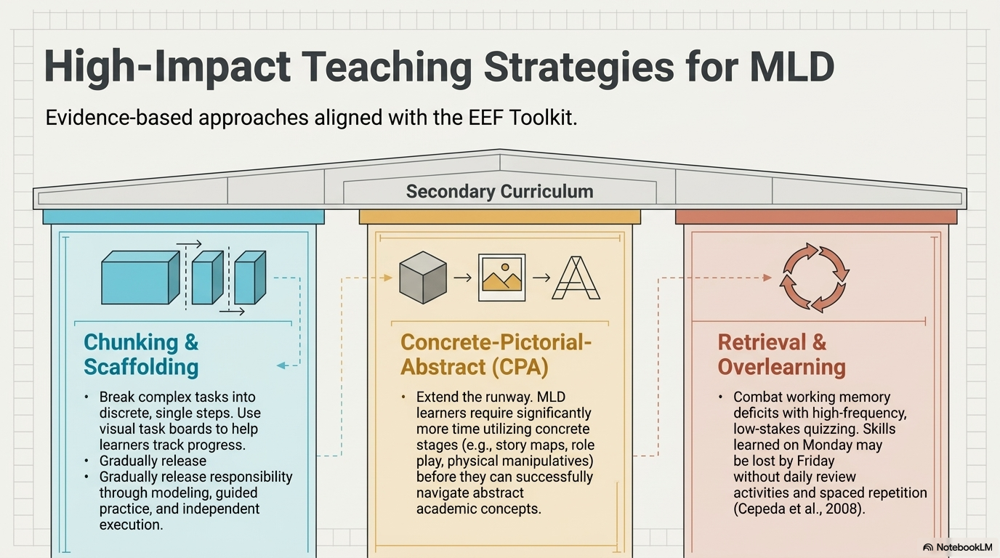 High-Impact Teaching Strategies for MLD
Evidence-based approaches aligned with the EEF Toolkit.
Secondary Curriculum
Chunking &
Scaffolding
• Break complex tasks into
discrete, single steps. Use
visual task boards to help
learners track progress.
• Gradually release
• Gradually release responsibility
through modeling, guided
practice, and independent
execution.
Concrete-Pictorial-
Abstract (CPA)
• Extend the runway. MLD
learners require significantly
more time utilizing concrete
stages (e.g., story maps, role
play, physical manipulatives)
before they can successfully
navigate abstract
academic concepts.
Retrieval &
Overlearning
• Combat working memory
deficits with high-frequency,
low-stakes quizzing. Skills
learned on Monday may
be lost by Friday
without daily review
activities and spaced repetition
(Cepeda et al., 2008).
NotebookLM